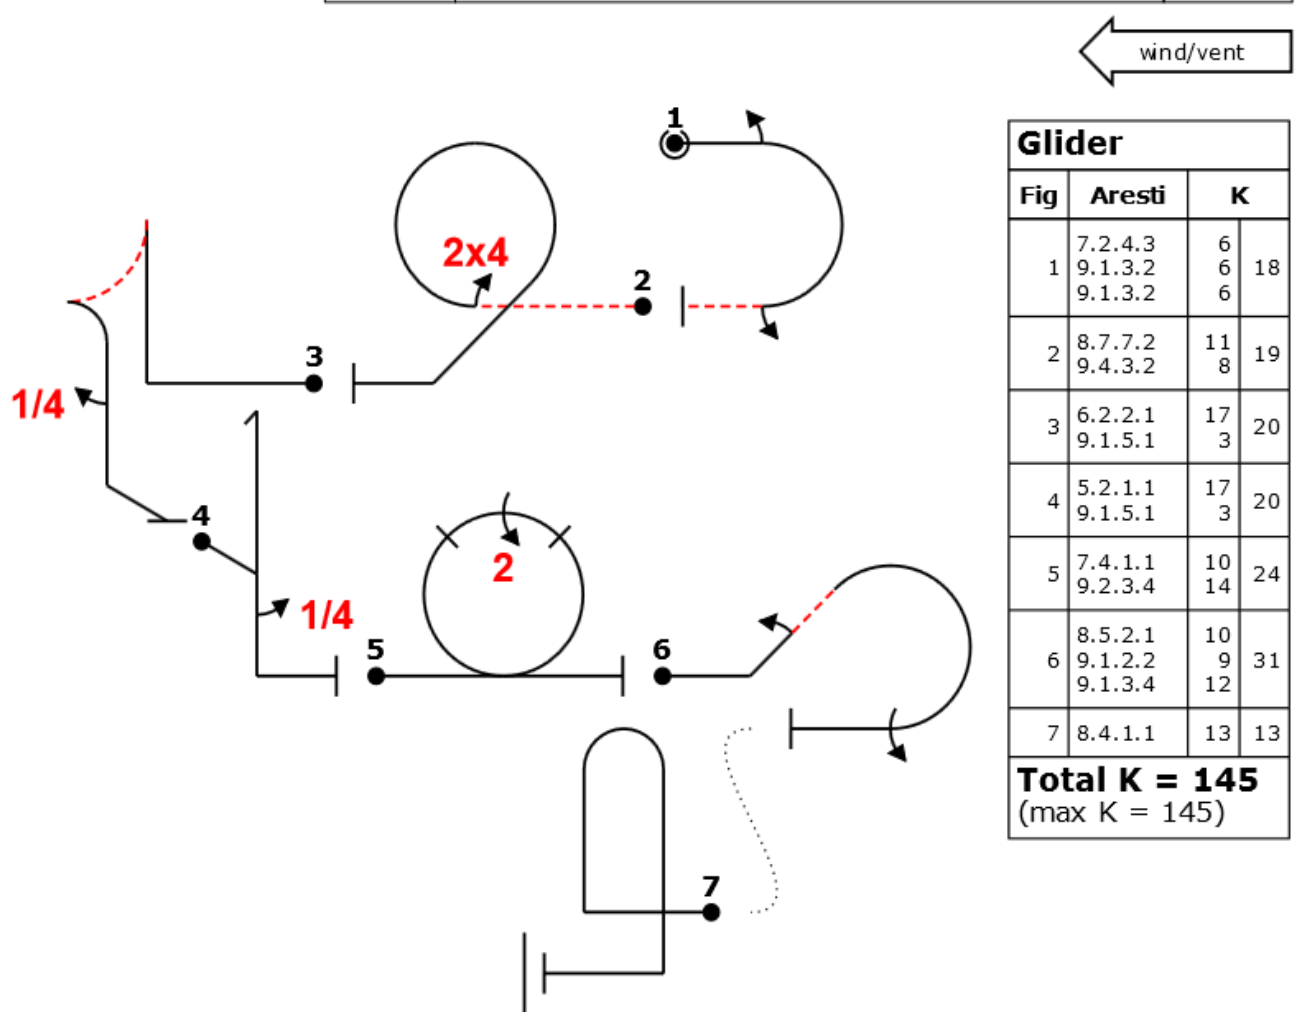 wind/vent
1
2x4
2
3
1/4
4
1/4
2
5
6
7
Glider
Fig Aresti K
1 7.2.4.3 6 18
9.1.3.2 6
9.1.3.2 6
2 8.7.7.2 11 19
9.4.3.2 8
3 6.2.2.1 17 20
9.1.5.1 3
4 5.2.1.1 17 20
9.1.5.1 3
5 7.4.1.1 10 24
9.2.3.4 14
6 8.5.2.1 10 31
9.1.2.2 9
9.1.3.4 12
7 8.4.1.1 13 13
Total K = 145
(max K = 145)